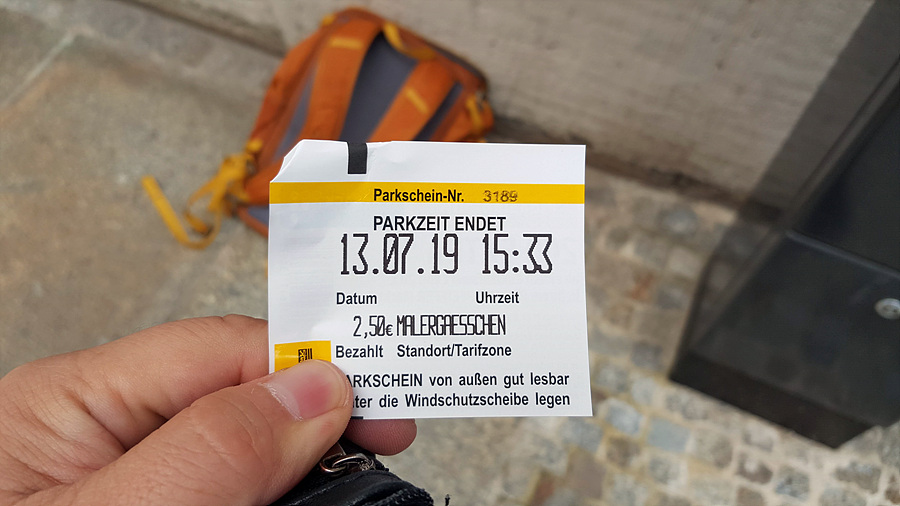 Parkschein-Nr. 3189
PARKZEIT ENDET
13.07.19 15:33
Datum Uhrzeit
2,50€ MALERGAESSCHEN
Bezahlt Standort/Tarifzone
ARKSCHEIN von außen gut lesbar
ter die Windschutzscheibe legen